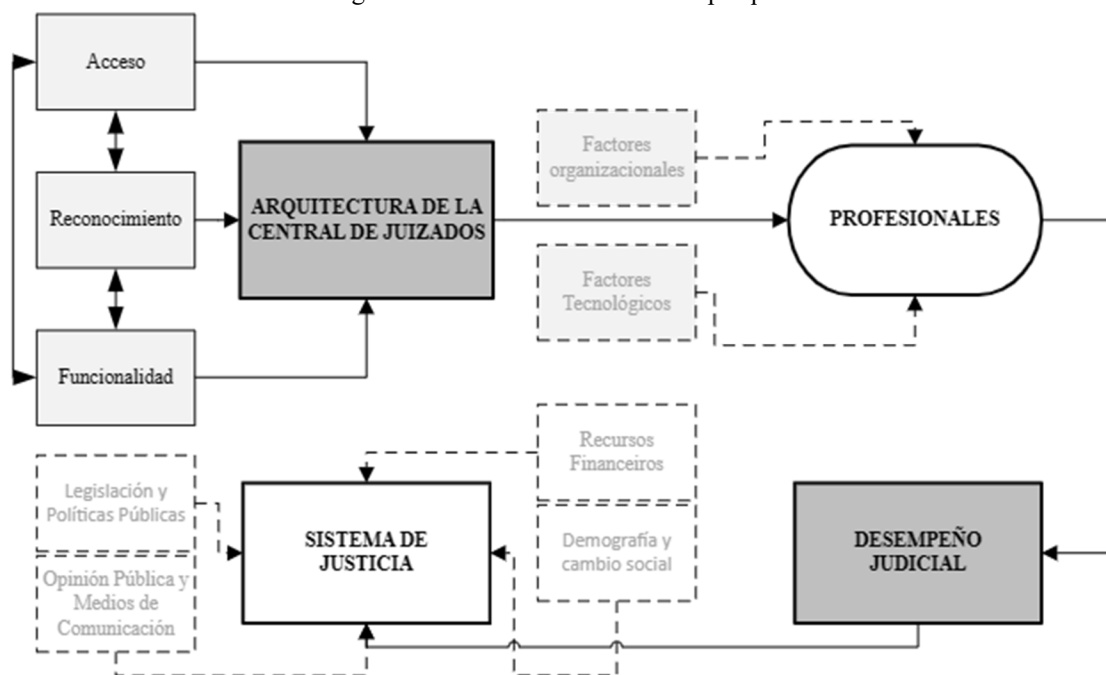 Acceso
Reconocimiento
Funcionalidad
ARQUITECTURA DE LA
CENTRAL DE JUIZADOS
Factores
organizacionales
Factores
Tecnológicos
PROFESIONALES
Legislación y
Políticas Públicas
Opinión Pública y
Medios de
Comunicación
SISTEMA DE
JUSTICIA
Recursos
Financeiros
Demografía y
cambio social
DESEMPEÑO
JUDICIAL